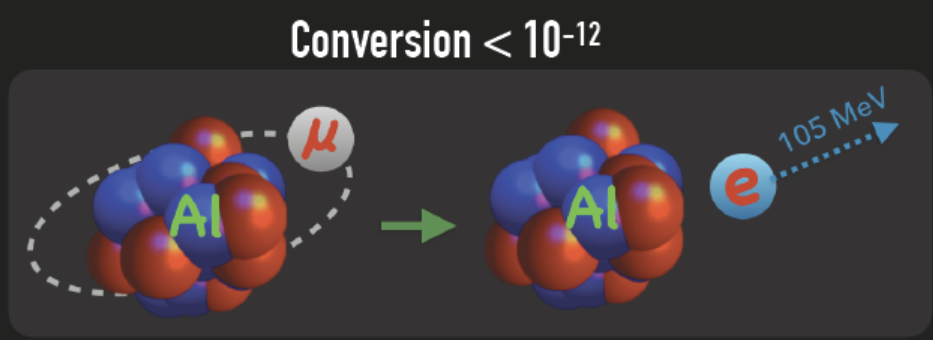 Conversion < 10⁻¹²
μ
105 MeV
Al
Al
e